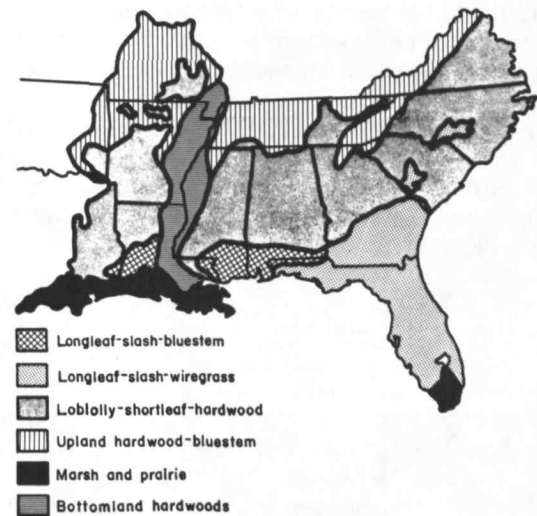 Longleaf-slash-bluestem
Longleaf-slash-wiregrass
Loblolly-shortleaf-hardwood
Upland hardwood-bluestem
Marsh and prairie
Bottomland hardwoods